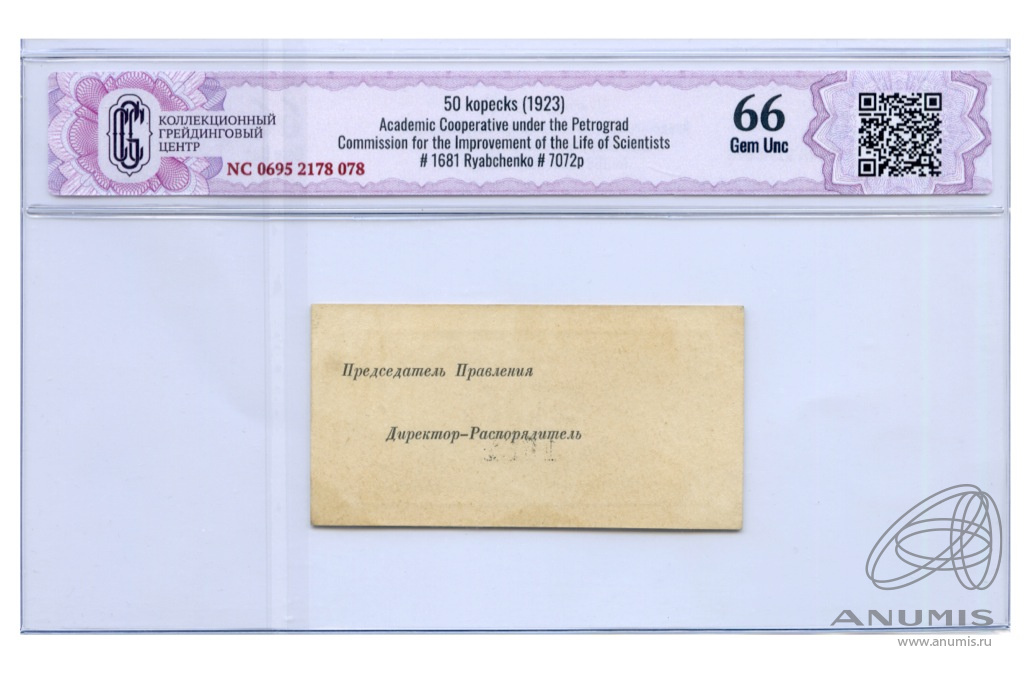 КОЛЛЕКЦИОННЫЙ
ГРЕЙДИНГОВЫЙ
ЦЕНТР
NC 0695 2178 078
50 kopecks (1923)
Academic Cooperative under the Petrograd
Commission for the Improvement of the Life of Scientists
# 1681 Ryabchenko # 7072p
66
Gem Unc
Председатель Правления
Директор-Распорядитель
ANUMIS
www.anumis.ru